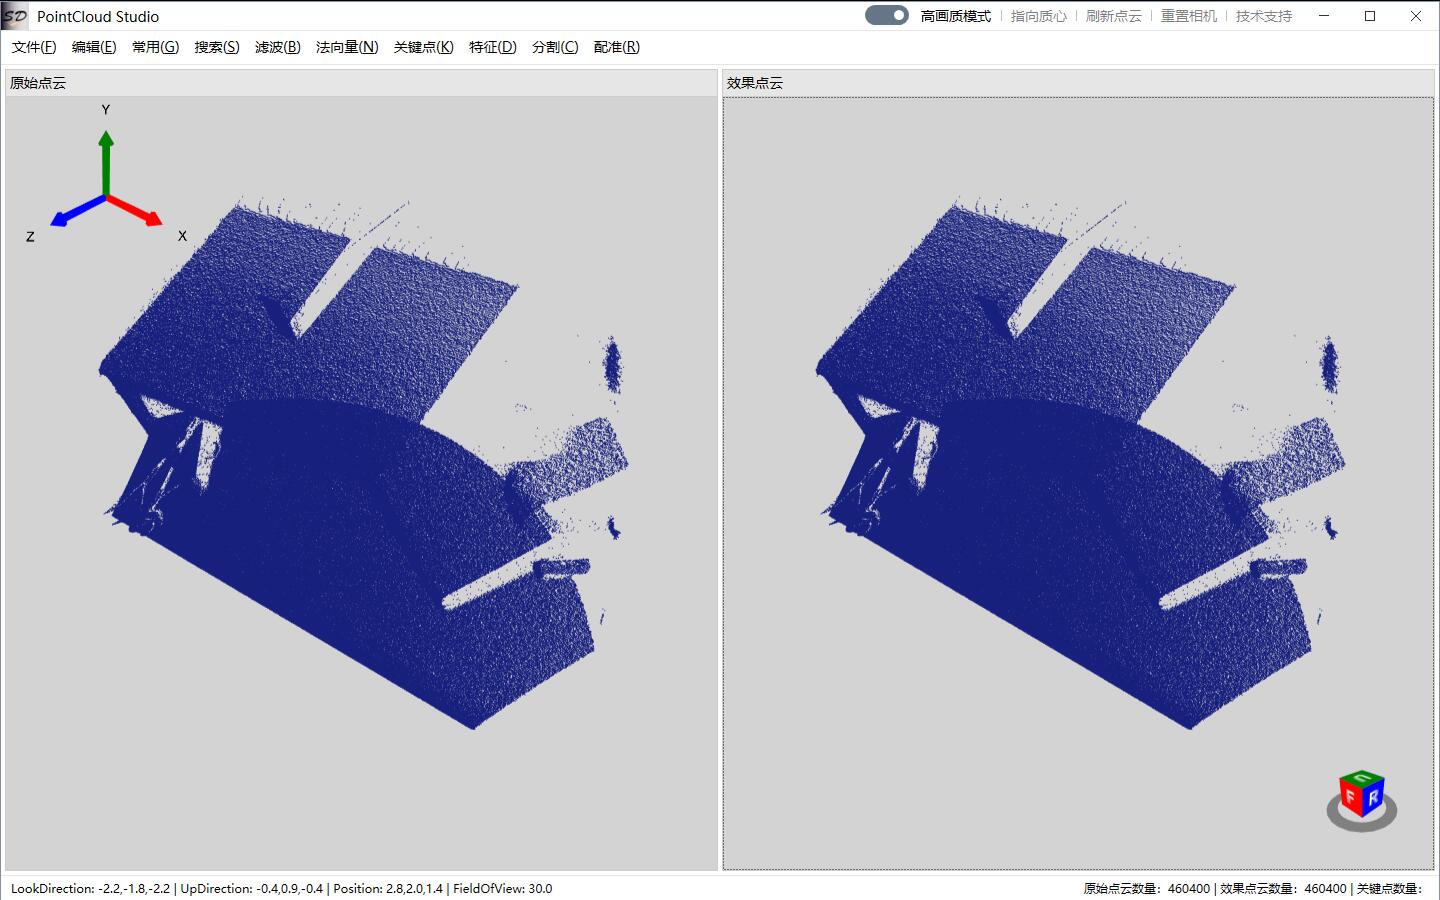 SD PointCloud Studio 高画质模式 | 指向质心 | 刷新点云 | 重置相机 | 技术支持
文件(F) 编辑(E) 常用(G) 搜索(S) 滤波(B) 法向量(N) 关键点(K) 特征(D) 分割(C) 配准(R)
原始点云 效果点云
Y
Z X
U
F R
LookDirection: -2.2,-1.8,-2.2 | UpDirection: -0.4,0.9,-0.4 | Position: 2.8,2.0,1.4 | FieldOfView: 30.0 原始点云数量: 460400 | 效果点云数量: 460400 | 关键点数量: